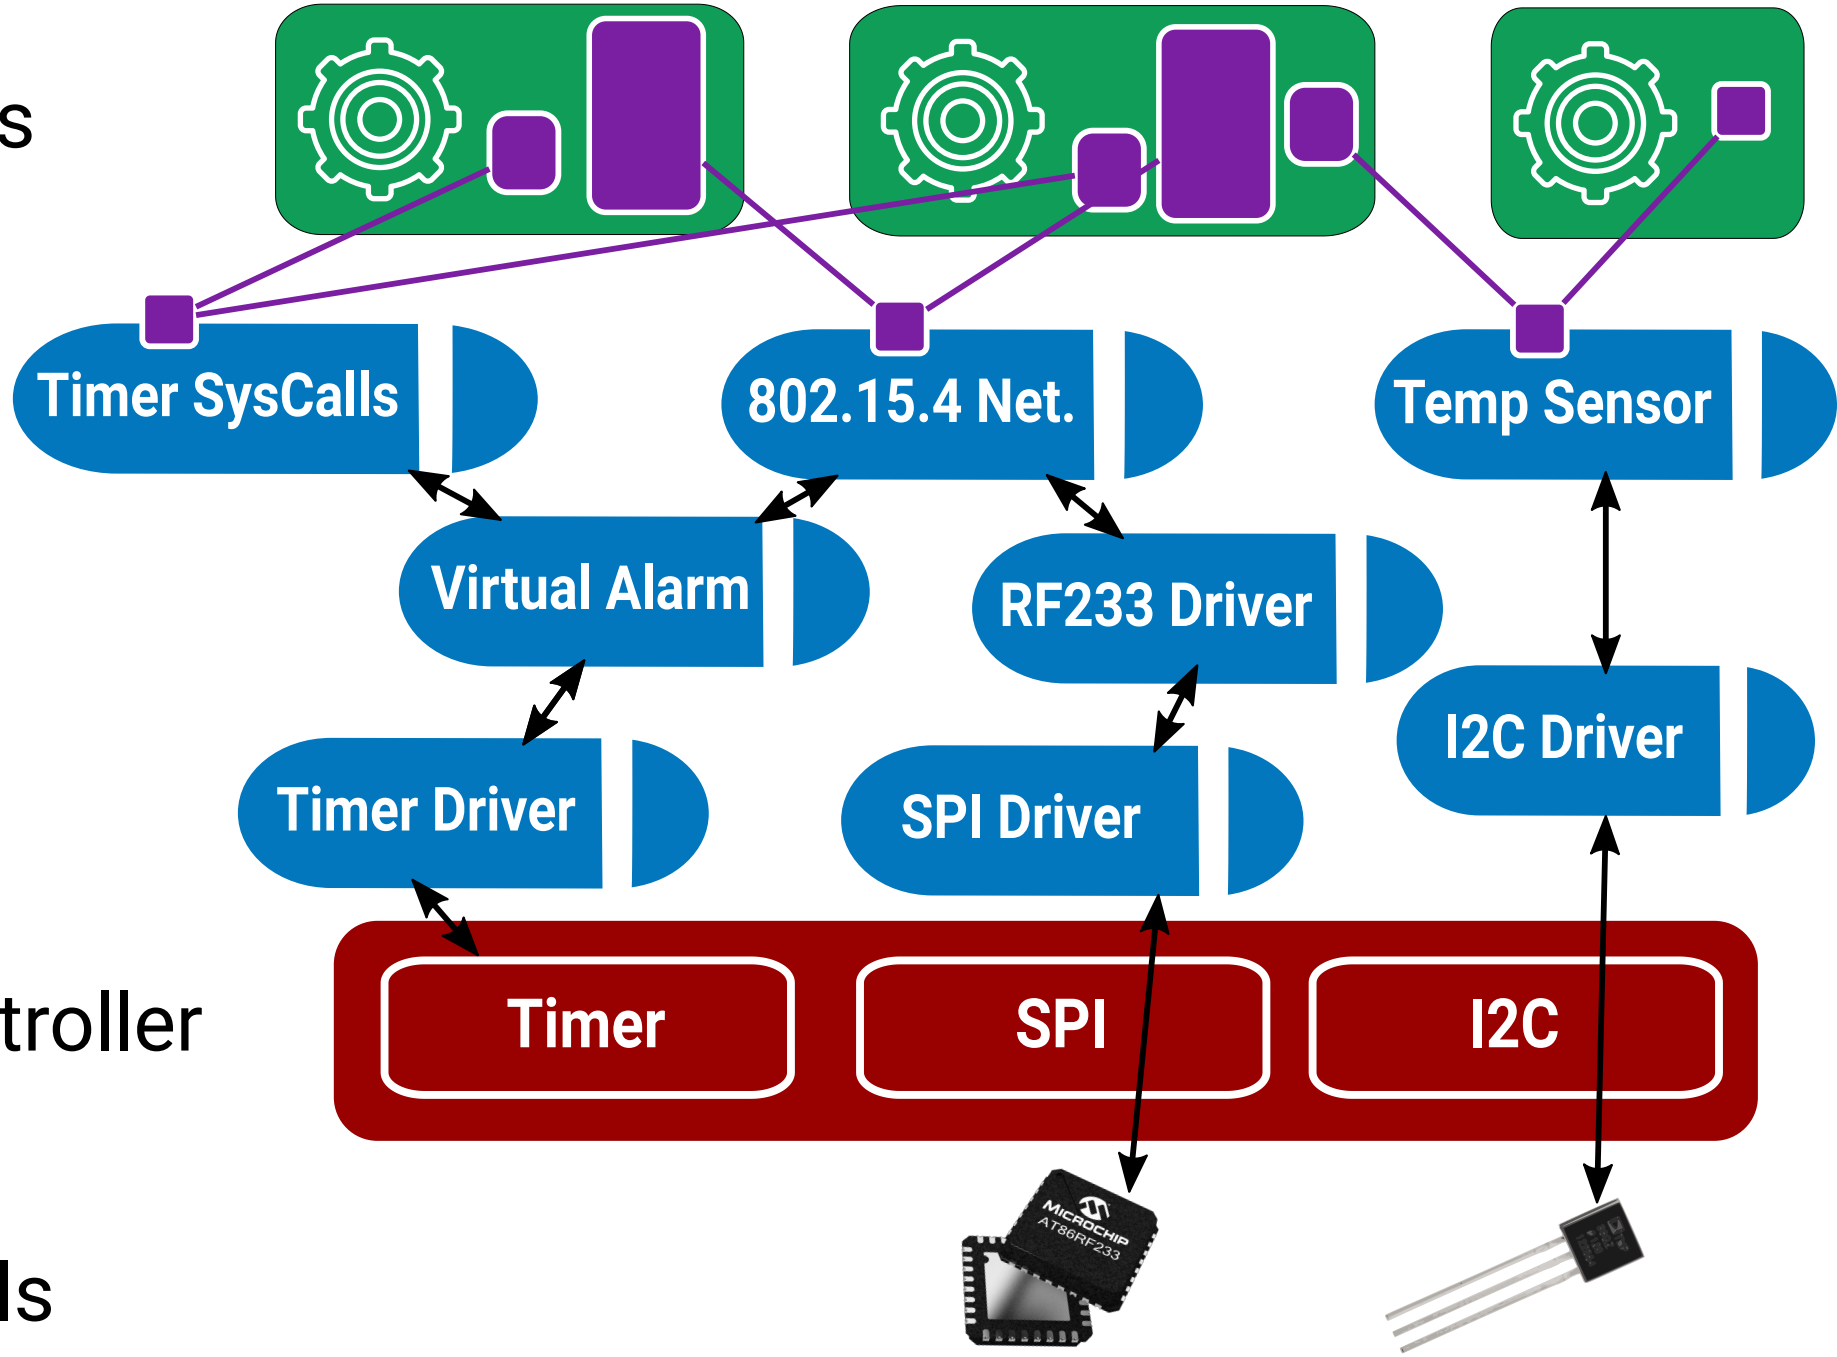 s
Timer SysCalls
802.15.4 Net.
Temp Sensor
Virtual Alarm
RF233 Driver
I2C Driver
Timer Driver
SPI Driver
troller
Timer
SPI
I2C
MICROCHIP
AT86RF233
ls